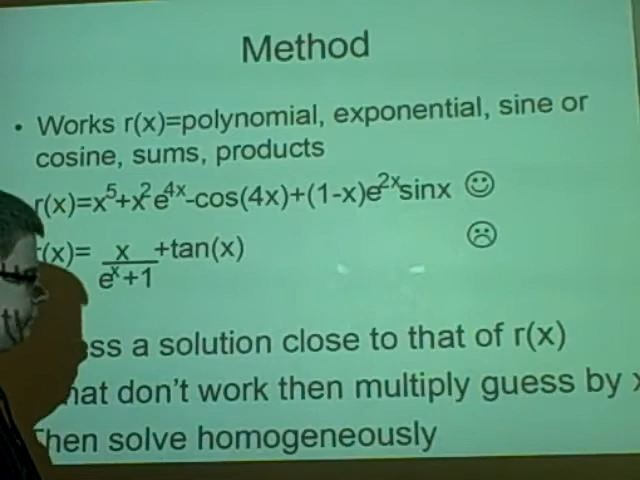 Method
• Works r(x)=polynomial, exponential, sine or
cosine, sums, products
r(x)=x⁵+x²e⁴ˣ-cos(4x)+(1-x)e²ˣsinx ☺
(x)= x/(eˣ+1) +tan(x) ☹
ss a solution close to that of r(x)
hat don't work then multiply guess by x
Then solve homogeneously